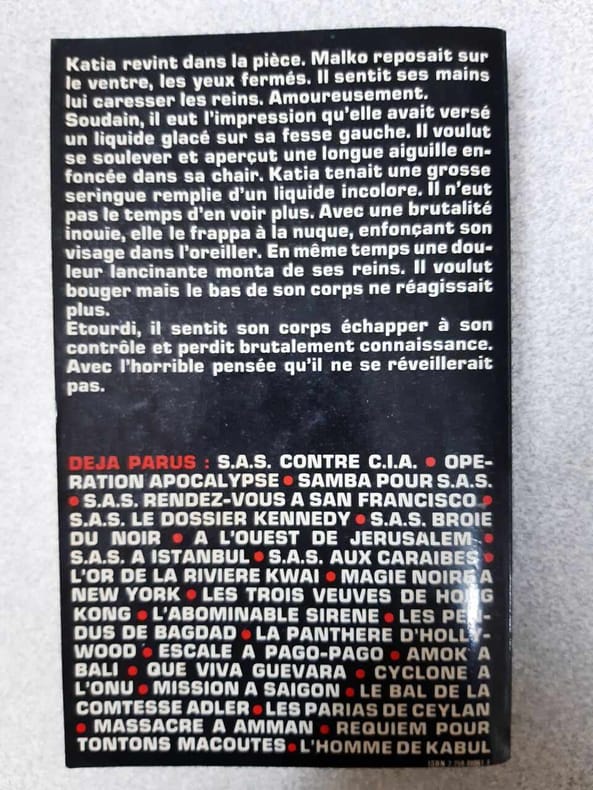 Katia revint dans la pièce. Malko reposait sur
le ventre, les yeux fermés. Il sentit ses mains
lui caresser les reins. Amoureusement.
Soudain, il eut l'impression qu'elle avait versé
un liquide glacé sur sa fesse gauche. Il voulut
se soulever et aperçut une longue aiguille en-
foncée dans sa chair. Katia tenait une grosse
seringue remplie d'un liquide incolore. Il n'eut
pas le temps d'en voir plus. Avec une brutalité
inouïe, elle le frappa à la nuque, enfonçant son
visage dans l'oreiller. En même temps une dou-
leur lancinante monta de ses reins. Il voulut
bouger mais le bas de son corps ne réagissait
plus.
Etourdi, il sentit son corps échapper à son
contrôle et perdit brutalement connaissance.
Avec l'horrible pensée qu'il ne se réveillerait
pas.
DEJA PARUS : S.A.S. CONTRE C.I.A. • OPE-
RATION APOCALYPSE • SAMBA POUR S.A.S.
• S.A.S. RENDEZ-VOUS A SAN FRANCISCO •
S.A.S. LE DOSSIER KENNEDY • S.A.S. BROIE
DU NOIR • A L'OUEST DE JERUSALEM •
S.A.S. A ISTANBUL • S.A.S. AUX CARAIBES •
L'OR DE LA RIVIERE KWAI • MAGIE NOIRE A
NEW YORK • LES TROIS VEUVES DE HONG
KONG • L'ABOMINABLE SIRENE • LES PEN-
DUS DE BAGDAD • LA PANTHERE D'HOLLY-
WOOD • ESCALE A PAGO-PAGO • AMOK A
BALI • QUE VIVA GUEVARA • CYCLONE A
L'ONU • MISSION A SAIGON • LE BAL DE LA
COMTESSE ADLER • LES PARIAS DE CEYLAN
• MASSACRE A AMMAN • REQUIEM POUR
TONTONS MACOUTES • L'HOMME DE KABUL
ISBN